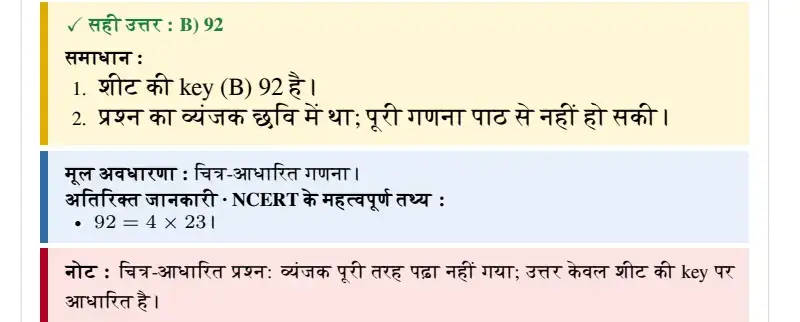 ✓ सही उत्तर : B) 92
समाधान :
1. शीट की key (B) 92 है।
2. प्रश्न का व्यंजक छवि में था; पूरी गणना पाठ से नहीं हो सकी।
मूल अवधारणा : चित्र-आधारित गणना।
अतिरिक्त जानकारी · NCERT के महत्वपूर्ण तथ्य :
• 92 = 4 × 23।
नोट : चित्र-आधारित प्रश्न: व्यंजक पूरी तरह पढ़ा नहीं गया; उत्तर केवल शीट की key पर
आधारित है।